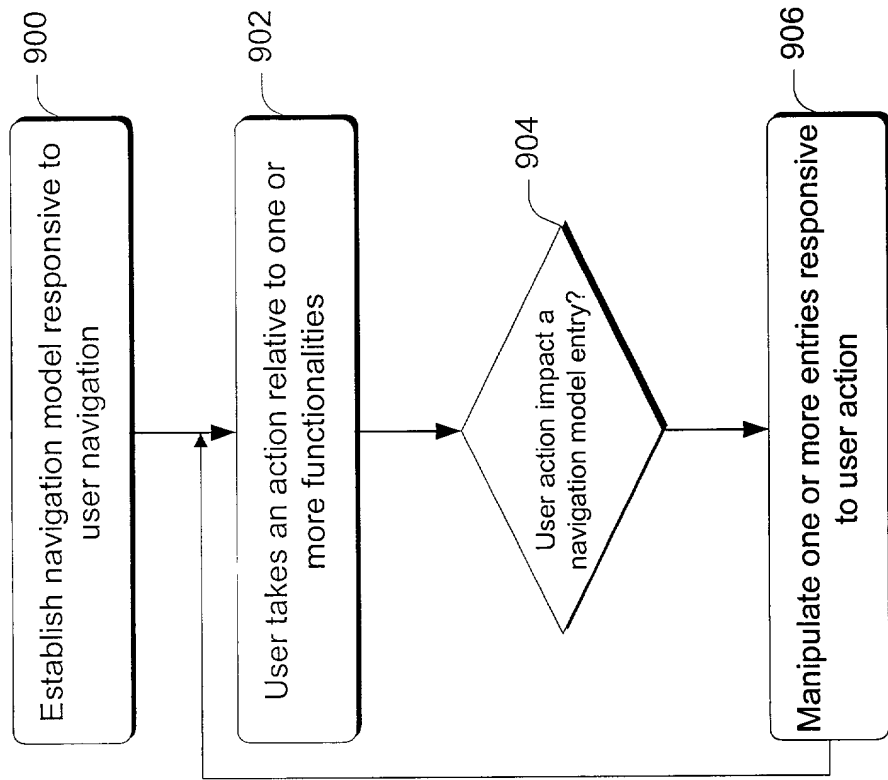 900
Establish navigation model responsive to
user navigation
902
User takes an action relative to one or
more functionalities
904
User action impact a
navigation model entry?
906
Manipulate one or more entries responsive
to user action